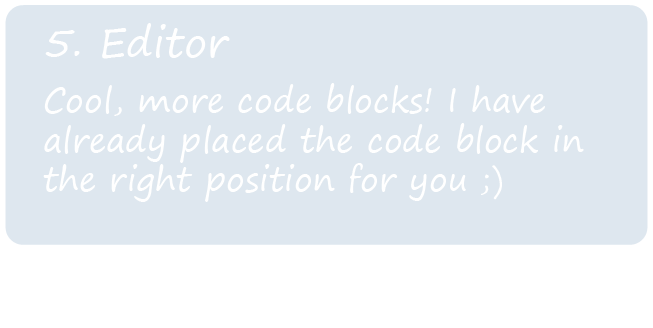 5. Editor
Cool, more code blocks! I have
already placed the code block in
the right position for you ;)